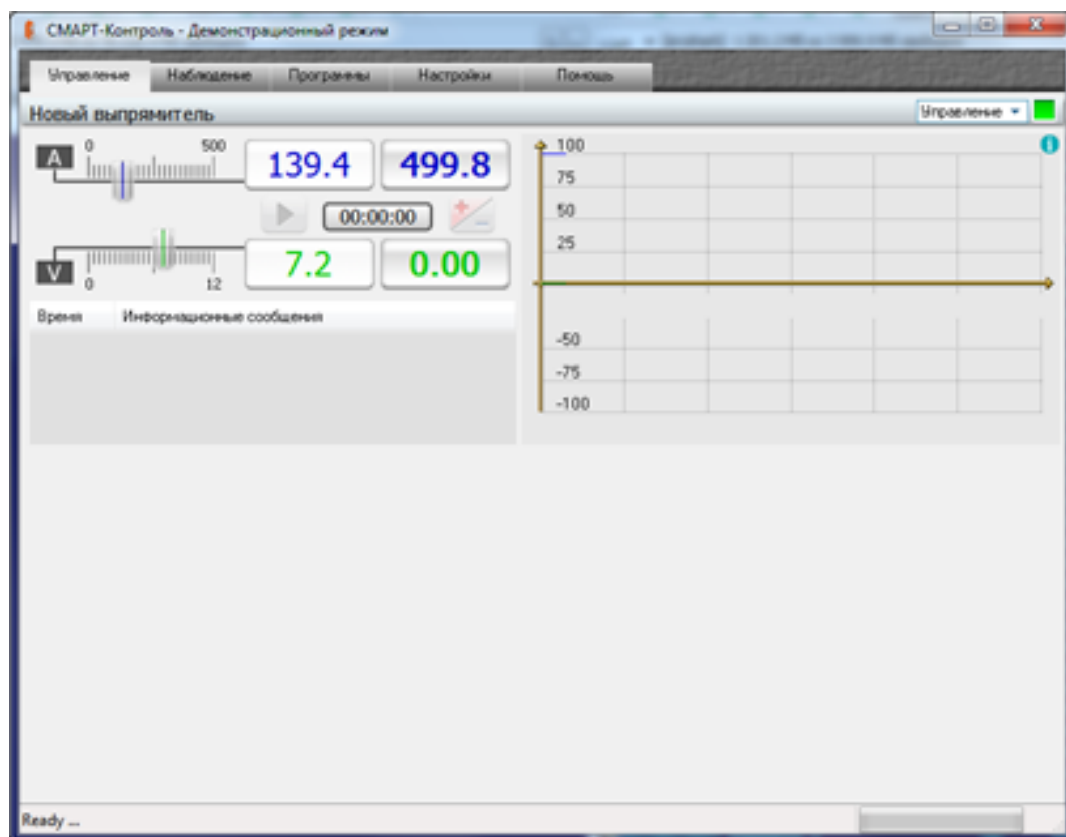 СМАРТ-Контроль - Демонстрационный режим
Управление Наблюдение Программы Настройки Помощь
Новый выпрямитель Управление
A 0 500 139.4 499.8
00:00:00
V 0 12 7.2 0.00
Время Информационные сообщения
100
75
50
25
-50
-75
-100
Ready ...